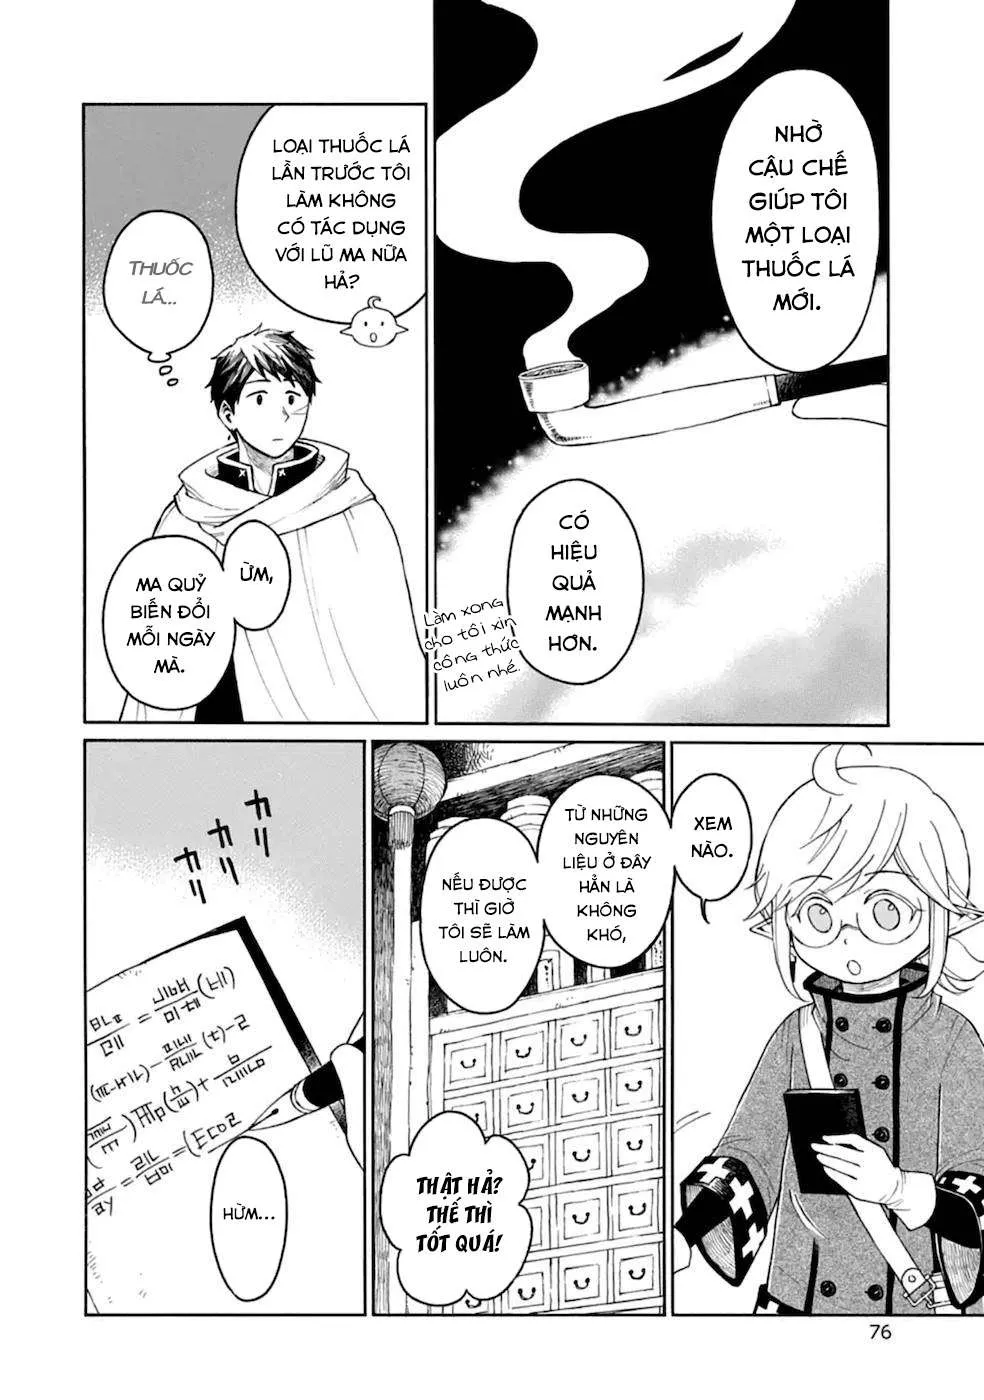 NHỜ
CẬU CHẾ
GIÚP TÔI
MỘT LOẠI
THUỐC LÁ
MỚI.
CÓ
HIỆU
QUẢ
MẠNH
HƠN.
Làm xong
cho tôi xin
công thức
luôn nhé.
LOẠI THUỐC LÁ
LẦN TRƯỚC TÔI
LÀM KHÔNG
CÓ TÁC DỤNG
VỚI LŨ MA NỮA
HẢ?
THUỐC
LÁ...
ỪM,
MA QUỶ
BIẾN ĐỔI
MỖI NGÀY
MÀ.
XEM
NÀO.
TỪ NHỮNG
NGUYÊN
LIỆU Ở ĐÂY
HẲN LÀ
KHÔNG
KHÓ,
NẾU ĐƯỢC
THÌ GIỜ
TÔI SẼ LÀM
LUÔN.
THẬT HẢ?
THẾ THÌ
TỐT QUÁ!
カリ
カリ
HỪM...
76